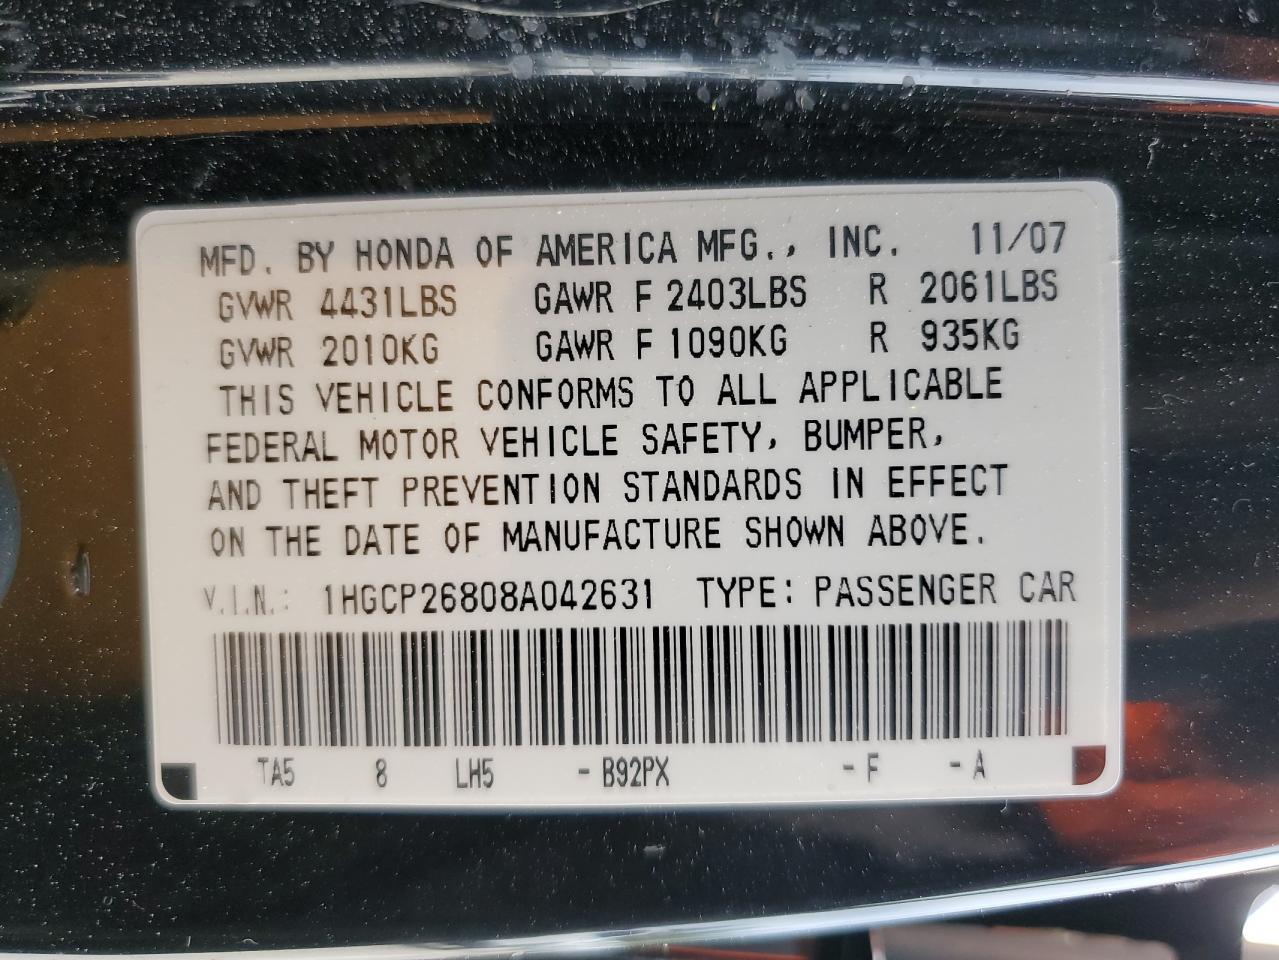 MFD. BY HONDA OF AMERICA MFG., INC. 11/07
GVWR 4431LBS GAWR F 2403LBS R 2061LBS
GVWR 2010KG GAWR F 1090KG R 935KG
THIS VEHICLE CONFORMS TO ALL APPLICABLE
FEDERAL MOTOR VEHICLE SAFETY, BUMPER,
AND THEFT PREVENTION STANDARDS IN EFFECT
ON THE DATE OF MANUFACTURE SHOWN ABOVE.
V.I.N.: 1HGCP26808A042631 TYPE: PASSENGER CAR
TA5 8 LH5 - B92PX - F - A